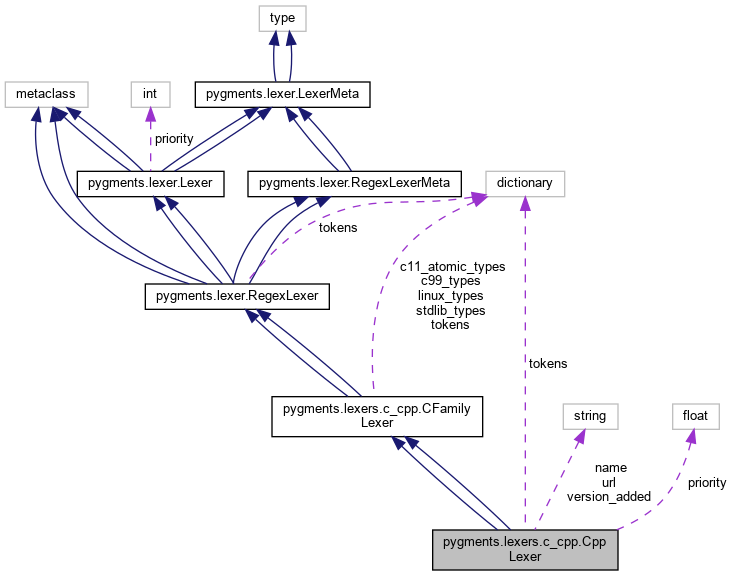 type
metaclass
int
pygments.lexer.LexerMeta
priority
pygments.lexer.Lexer
pygments.lexer.RegexLexerMeta
dictionary
tokens
pygments.lexer.RegexLexer
c11_atomic_types
c99_types
linux_types
stdlib_types
tokens
tokens
pygments.lexers.c_cpp.CFamily
Lexer
string
float
name
url
version_added
priority
pygments.lexers.c_cpp.Cpp
Lexer